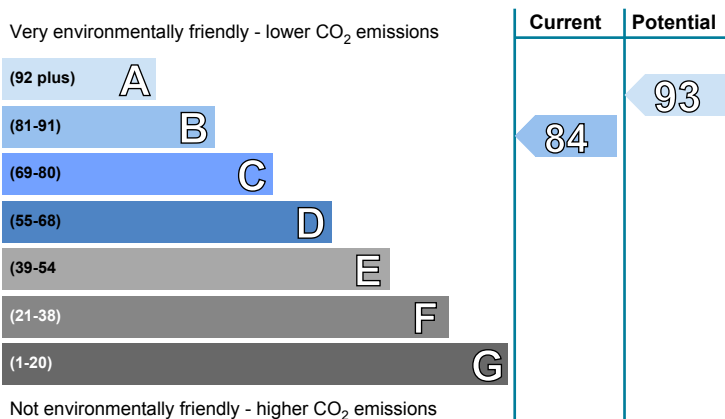 Very environmentally friendly - lower CO2 emissions
Current
Potential
(92 plus) A
93
(81-91) B
84
(69-80) C
(55-68) D
(39-54 E
(21-38) F
(1-20) G
Not environmentally friendly - higher CO2 emissions